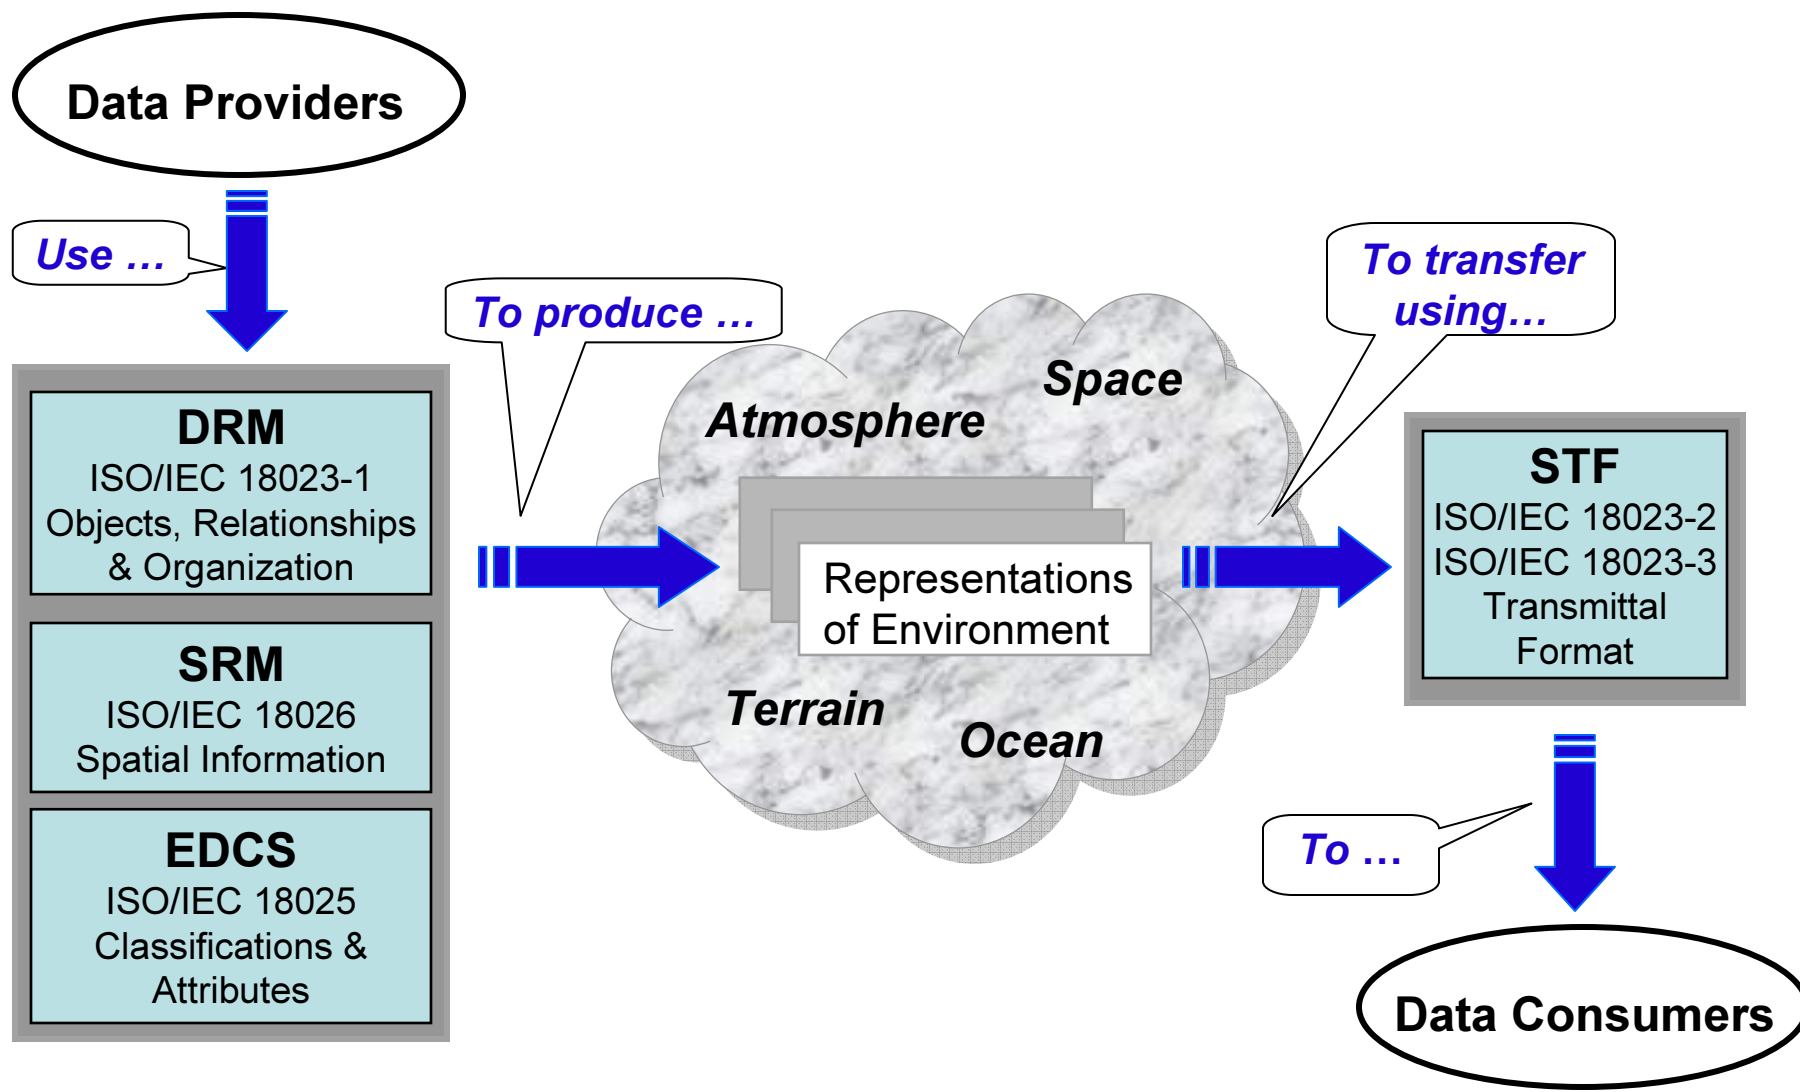 Data Providers
Use …
DRM
ISO/IEC 18023-1
Objects, Relationships
& Organization
SRM
ISO/IEC 18026
Spatial Information
EDCS
ISO/IEC 18025
Classifications &
Attributes
To produce …
Atmosphere
Space
Representations
of Environment
Terrain
Ocean
To transfer
using…
STF
ISO/IEC 18023-2
ISO/IEC 18023-3
Transmittal
Format
To …
Data Consumers